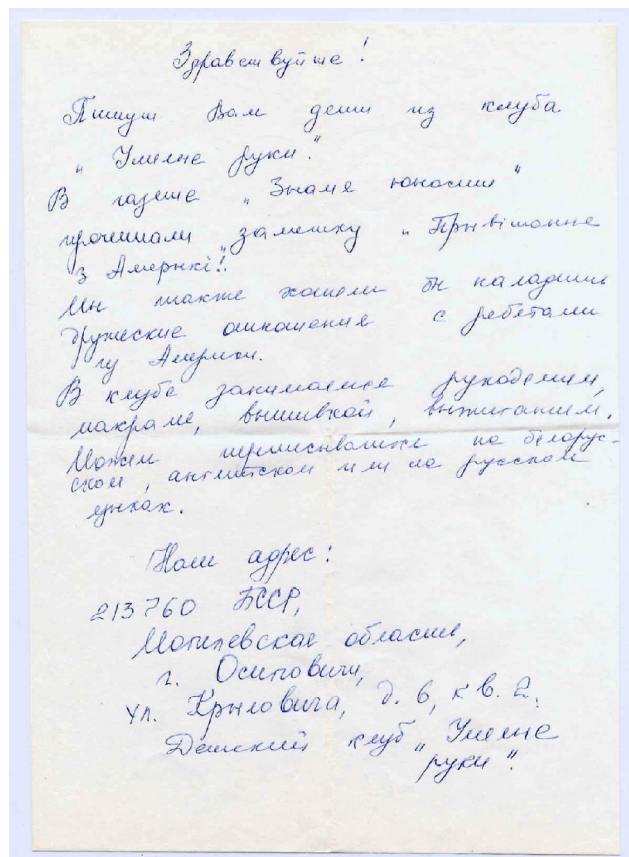 Здравствуйте!
Пишут Вам дети из клуба
„Умелые руки."
В газете „Знамя юности"
прочитали заметку „Прывітанне
з Амерыкі".
Мы также хотели бы наладить
дружеские отношения с ребятами
из Америки.
В клубе занимаемся рукоделием,
макраме, вышивкой, выжиганием.
Можем переписываться на белорус-
ском, английском или на русском
языках.
Наш адрес:
213760 БССР,
Могилевская область,
г. Осиповичи,
ул. Крыловича, д. 6, кв. 2.
Детский клуб „Умелые
руки".